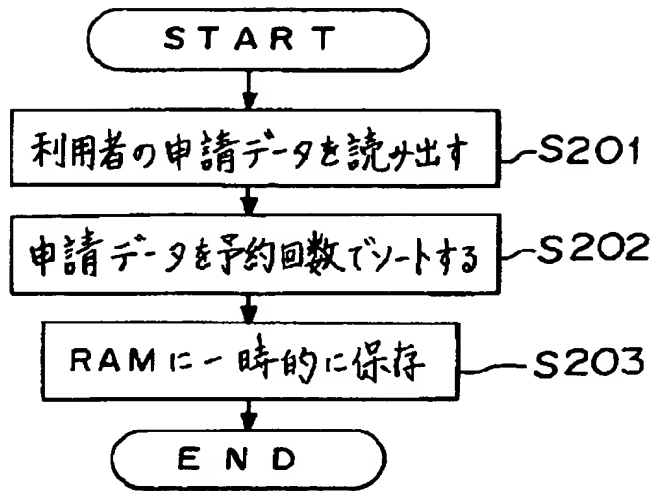 START
利用者の申請データを読み出す S201
申請データを予約回数でソートする S202
RAMに一時的に保存 S203
END